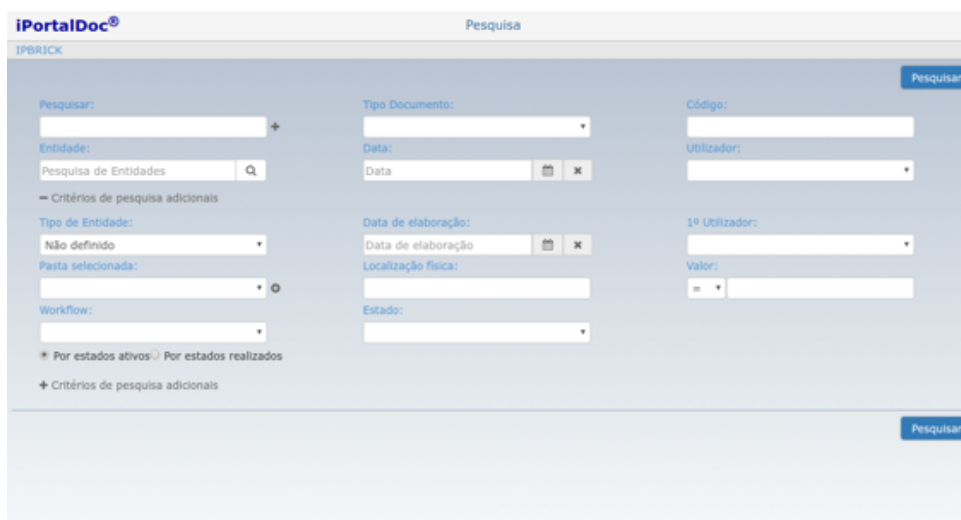 iPortalDoc®
Pesquisa
IPBRICK
Pesquisar
Pesquisar: Tipo Documento: Código:
Entidade: Data: Utilizador:
Pesquisa de Entidades Data
Critérios de pesquisa adicionais
Tipo de Entidade: Data de elaboração: 1º Utilizador:
Não definido Data de elaboração
Pasta selecionada: Localização física: Valor:
=
Workflow: Estado:
Por estados ativos Por estados realizados
+ Critérios de pesquisa adicionais
Pesquisar